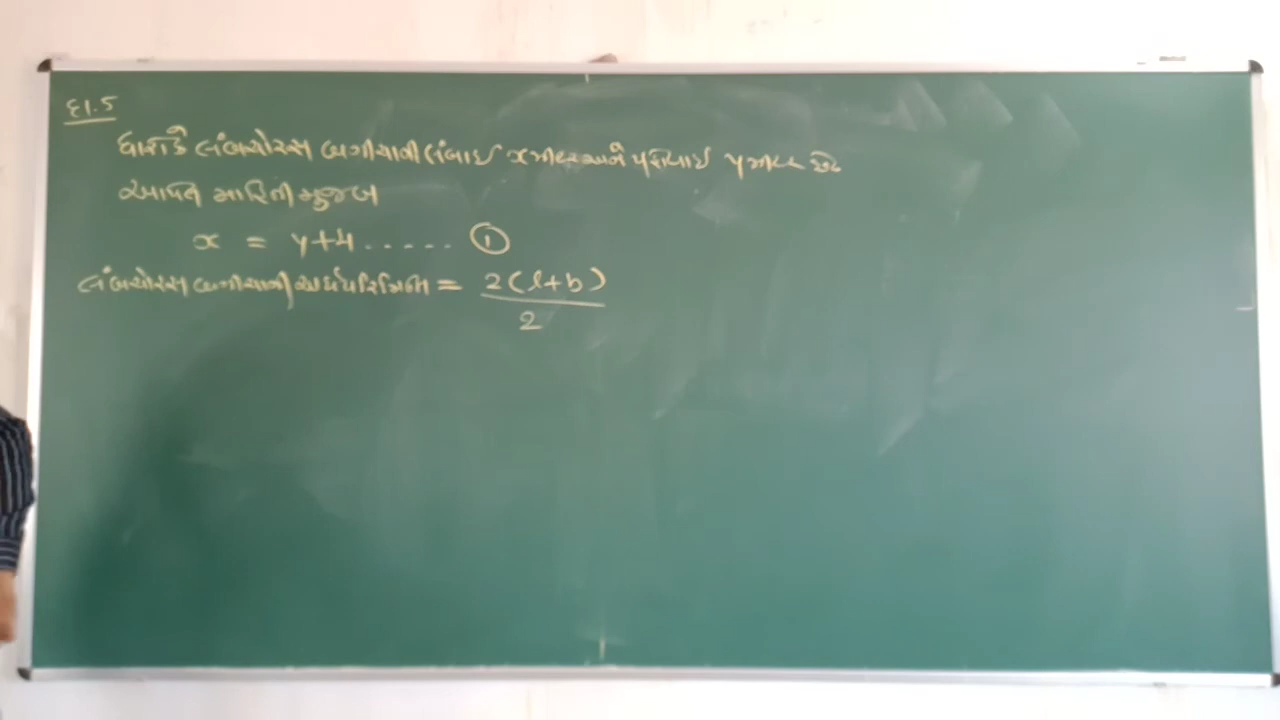 દા.5
ધારોકે લંબચોરસ બગીચાની લંબાઈ x મીટર અને પહોળાઈ y મીટર છે.
આપેલ માહિતી મુજબ
x = y+4 ..... ①
લંબચોરસ બગીચાની અર્ધપરિમિતિ = 2(l+b)
2